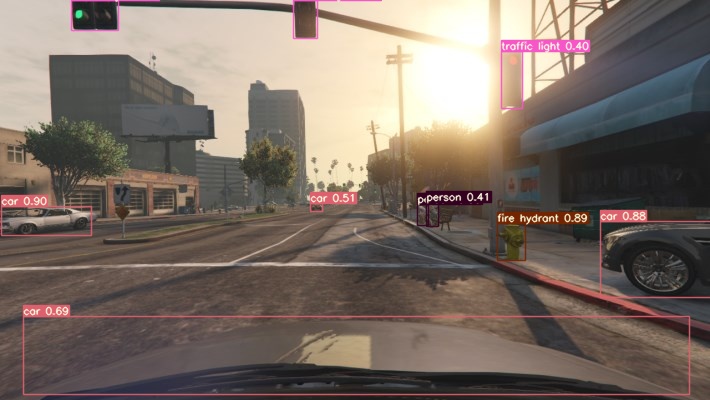 traffic light 0.40
car 0.90
car 0.51
person 0.41
fire hydrant 0.89
car 0.88
car 0.69